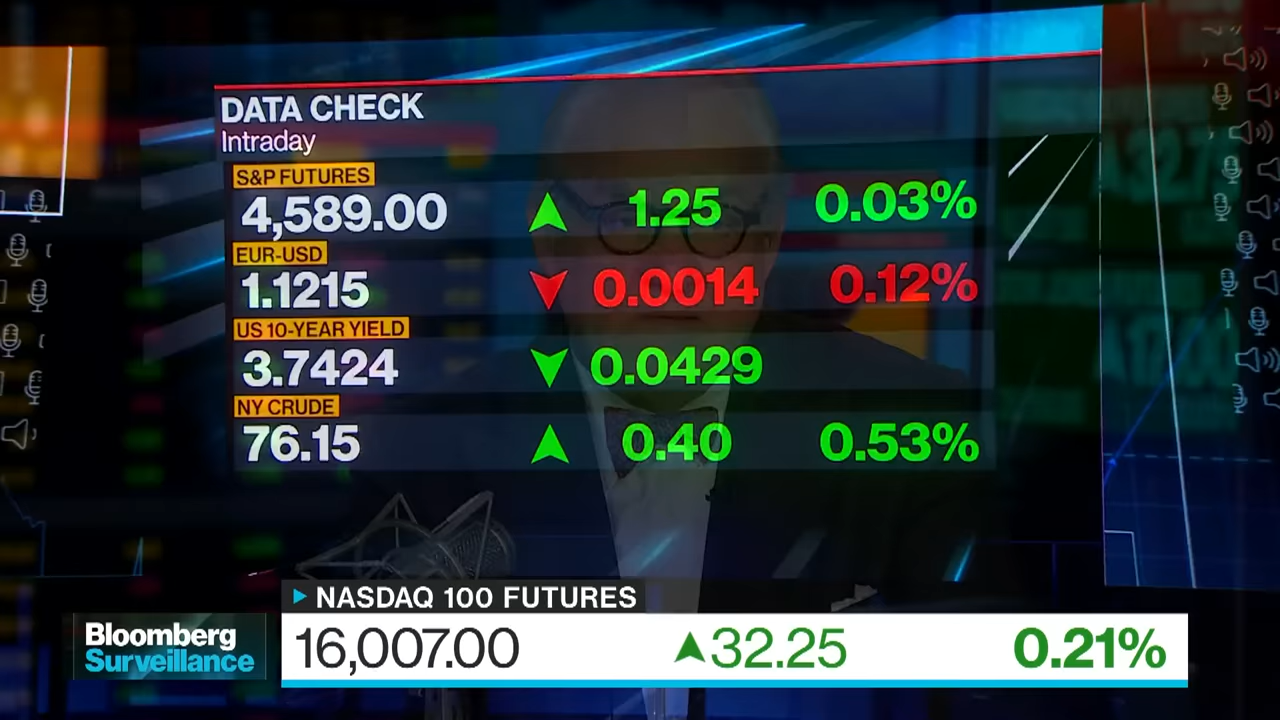 DATA CHECK
Intraday
S&P FUTURES
4,589.00 ▲ 1.25 0.03%
EUR-USD
1.1215 ▼ 0.0014 0.12%
US 10-YEAR YIELD
3.7424 ▼ 0.0429
NY CRUDE
76.15 ▲ 0.40 0.53%
NASDAQ 100 FUTURES
Bloomberg
Surveillance
16,007.00 ▲32.25 0.21%